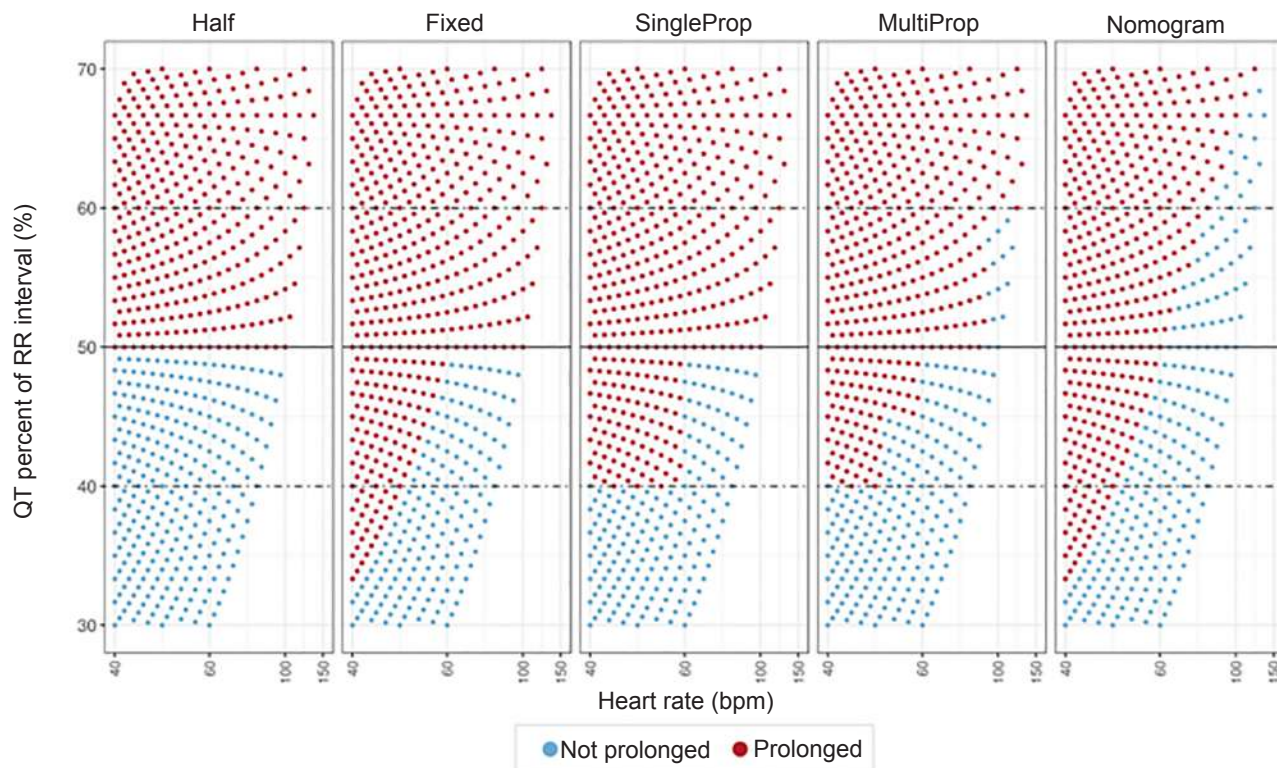 Half Fixed SingleProp MultiProp Nomogram
QT percent of RR interval (%)
70
60
50
40
30
40 60 100 150 40 60 100 150 40 60 100 150 40 60 100 150 40 60 100 150
Heart rate (bpm)
Not prolonged Prolonged